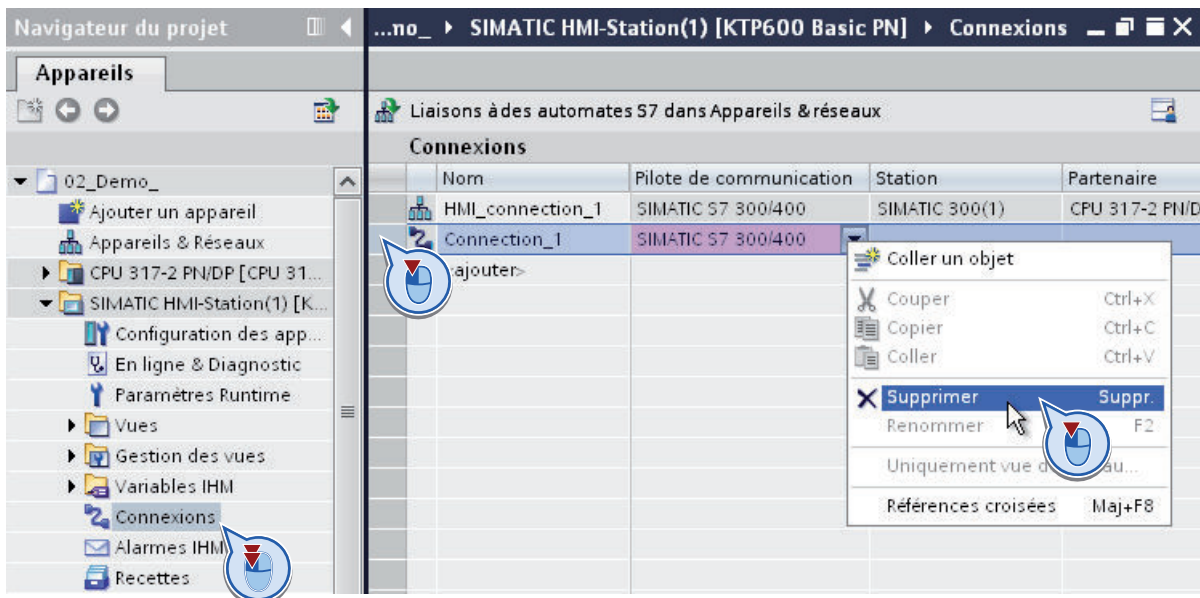 Navigateur du projet
...no_ SIMATIC HMI-Station(1) [KTP600 Basic PN] Connexions
Appareils
Liaisons àdes automates S7 dans Appareils & réseaux
Connexions
Nom Pilote de communication Station Partenaire
HMI_connection_1 SIMATIC S7 300/400 SIMATIC 300(1) CPU 317-2 PN/D
Connection_1 SIMATIC S7 300/400
ajouter>
02_Demo_
Ajouter un appareil
Appareils & Réseaux
CPU 317-2 PN/DP [CPU 31...
SIMATIC HMI-Station(1) [K...
Configuration des app...
En ligne & Diagnostic
Paramètres Runtime
Vues
Gestion des vues
Variables IHM
Connexions
Alarmes IHM
Recettes
Coller un objet
Couper Ctrl+X
Copier Ctrl+C
Coller Ctrl+V
Supprimer Suppr.
Renommer F2
Uniquement vue
Références croisées Maj+F8